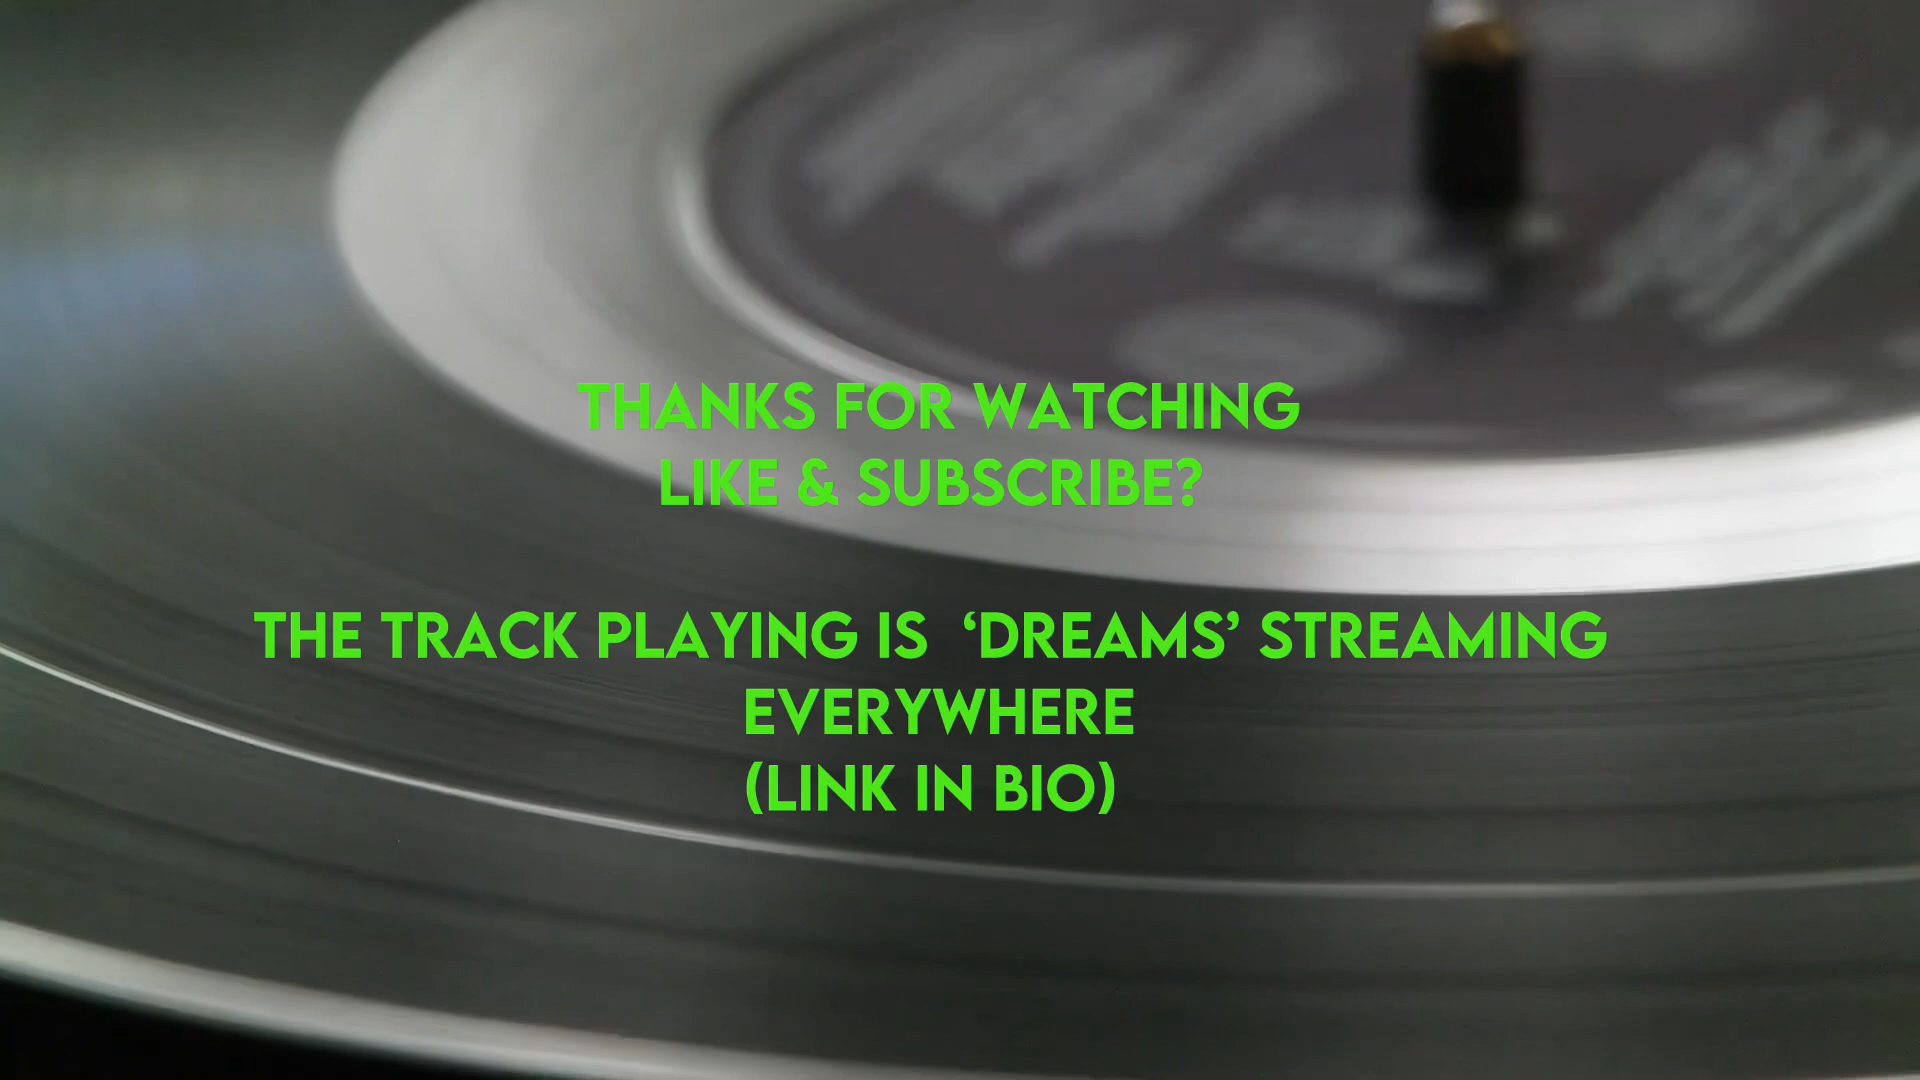 THANKS FOR WATCHING
LIKE & SUBSCRIBE?
THE TRACK PLAYING IS ‘DREAMS’ STREAMING
EVERYWHERE
(LINK IN BIO)